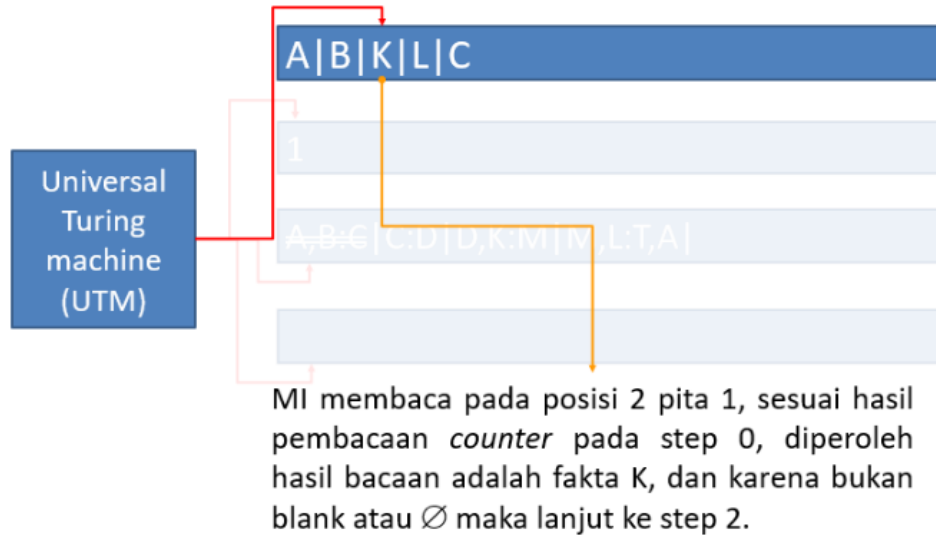 A|B|K|L|C
1
Universal
Turing
machine
(UTM)
A,B:C|C:D|D,K:M|M,L:T,A|
MI membaca pada posisi 2 pita 1, sesuai hasil
pembacaan counter pada step 0, diperoleh
hasil bacaan adalah fakta K, dan karena bukan
blank atau ∅ maka lanjut ke step 2.